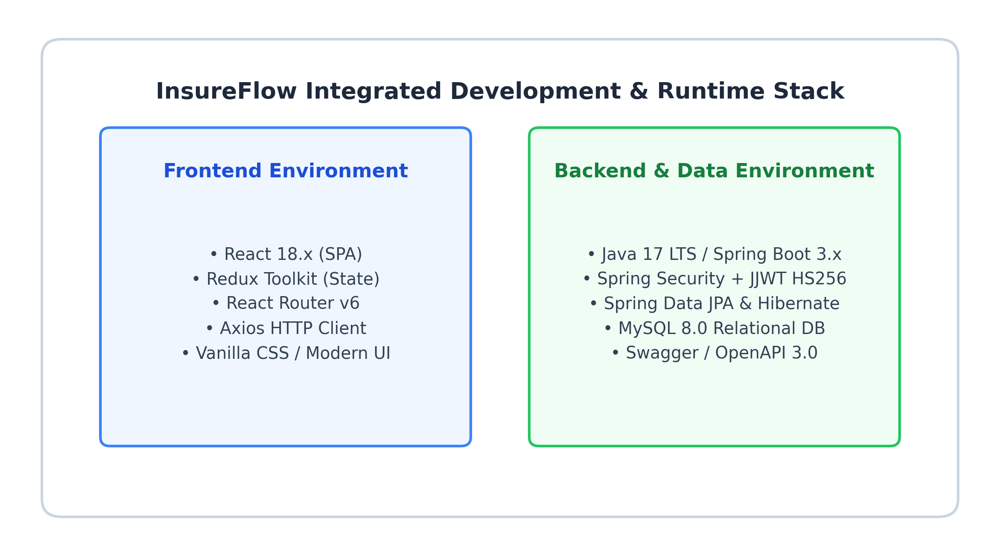 InsureFlow Integrated Development & Runtime Stack
Frontend Environment
• React 18.x (SPA)
• Redux Toolkit (State)
• React Router v6
• Axios HTTP Client
• Vanilla CSS / Modern UI
Backend & Data Environment
• Java 17 LTS / Spring Boot 3.x
• Spring Security + JJWT HS256
• Spring Data JPA & Hibernate
• MySQL 8.0 Relational DB
• Swagger / OpenAPI 3.0